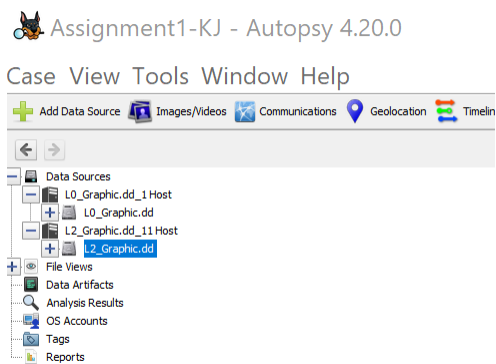 Assignment1-KJ - Autopsy 4.20.0
Case View Tools Window Help
Add Data Source Images/Videos Communications Geolocation Timelin
Data Sources
L0_Graphic.dd_1 Host
L0_Graphic.dd
L2_Graphic.dd_11 Host
L2_Graphic.dd
File Views
Data Artifacts
Analysis Results
OS Accounts
Tags
Reports